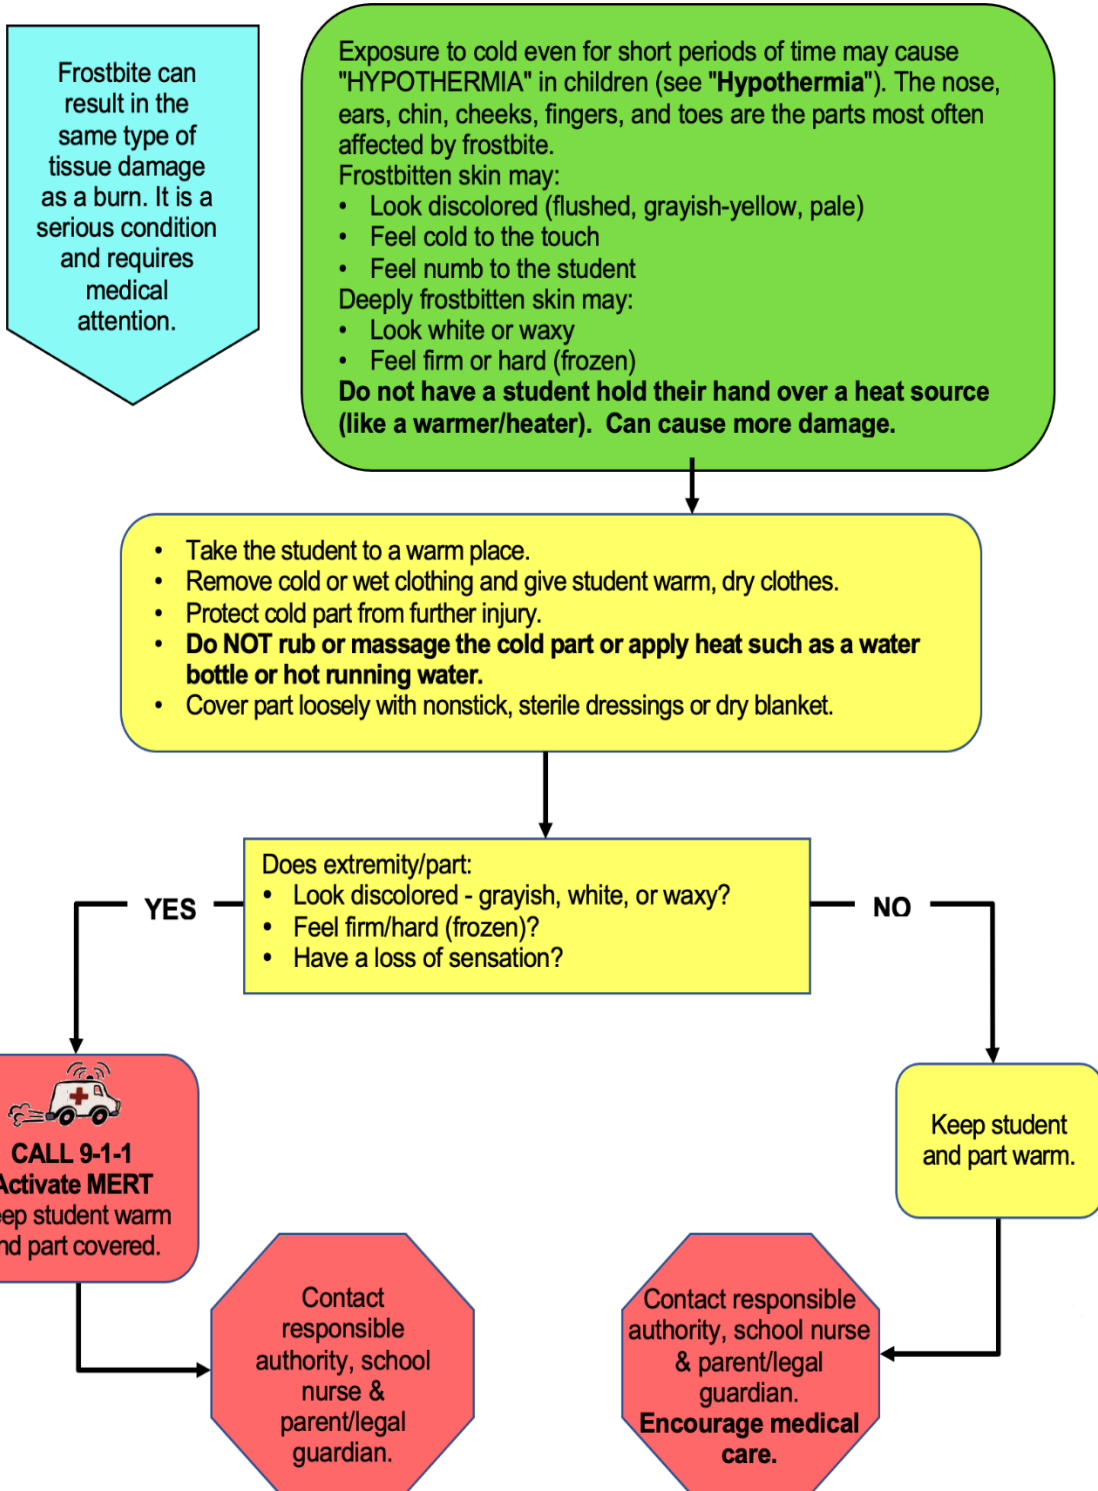 Frostbite can
result in the
same type of
tissue damage
as a burn. It is a
serious condition
and requires
medical
attention.
Exposure to cold even for short periods of time may cause
"HYPOTHERMIA" in children (see "Hypothermia"). The nose,
ears, chin, cheeks, fingers, and toes are the parts most often
affected by frostbite.
Frostbitten skin may:
• Look discolored (flushed, grayish-yellow, pale)
• Feel cold to the touch
• Feel numb to the student
Deeply frostbitten skin may:
• Look white or waxy
• Feel firm or hard (frozen)
Do not have a student hold their hand over a heat source
(like a warmer/heater). Can cause more damage.
• Take the student to a warm place.
• Remove cold or wet clothing and give student warm, dry clothes.
• Protect cold part from further injury.
• Do NOT rub or massage the cold part or apply heat such as a water
bottle or hot running water.
• Cover part loosely with nonstick, sterile dressings or dry blanket.
Does extremity/part:
• Look discolored - grayish, white, or waxy?
• Feel firm/hard (frozen)?
• Have a loss of sensation?
YES
NO
CALL 9-1-1
Activate MERT
eep student warm
nd part covered.
Keep student
and part warm.
Contact
responsible
authority, school
nurse &
parent/legal
guardian.
Contact responsible
authority, school nurse
& parent/legal
guardian.
Encourage medical
care.